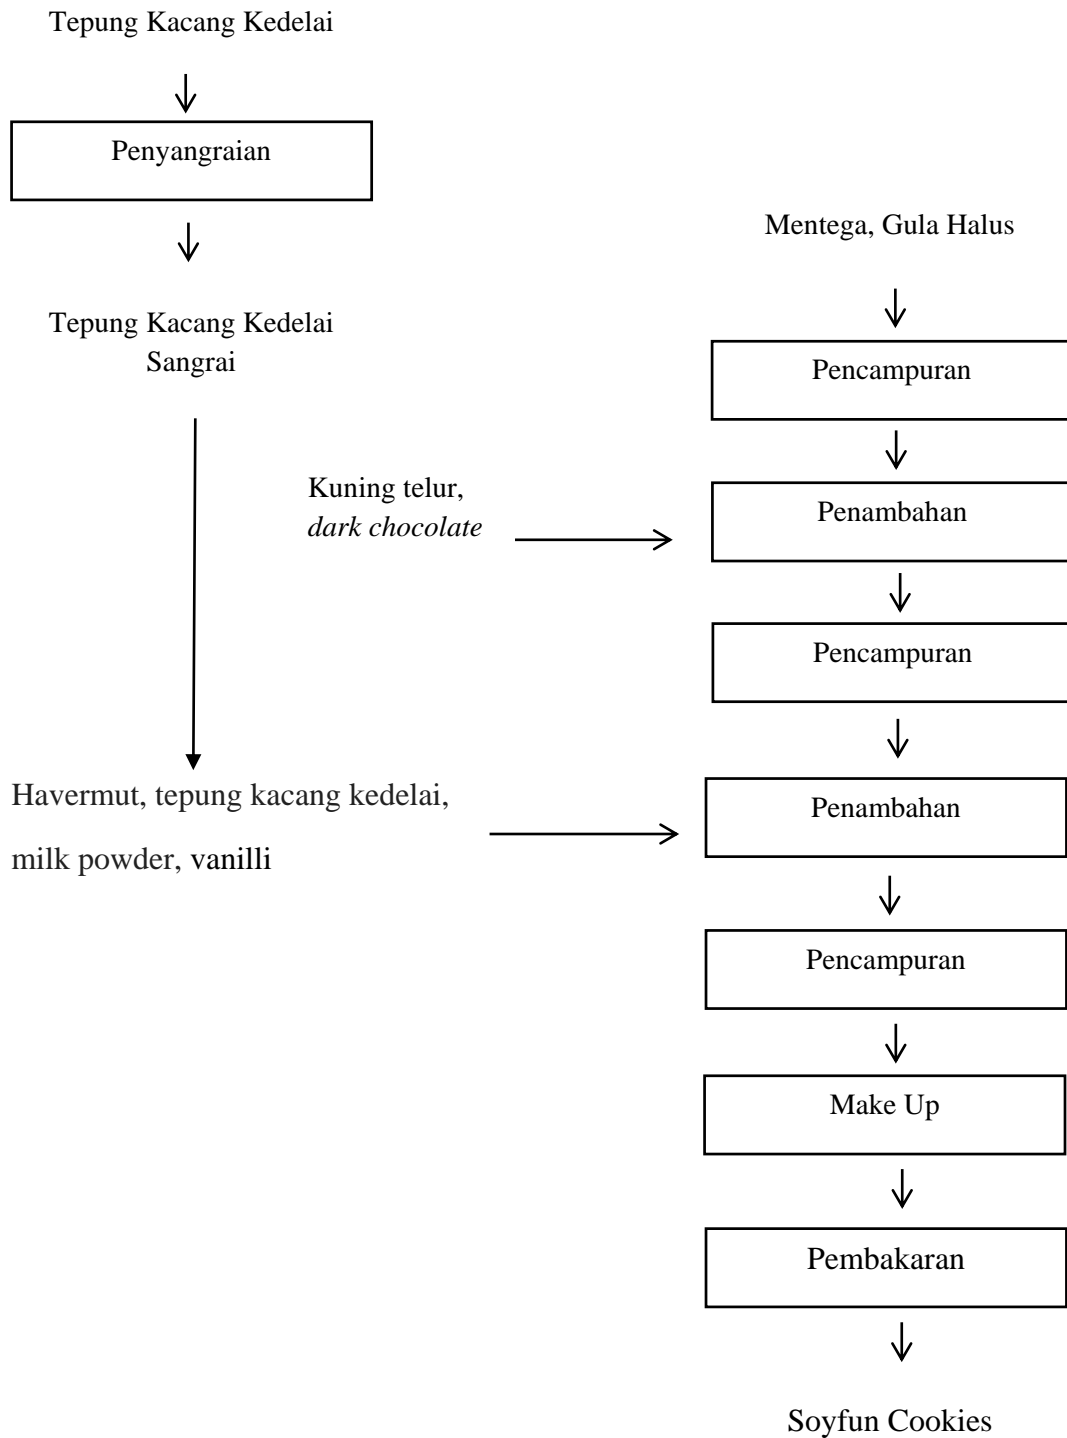 Tepung Kacang Kedelai
Penyangraian
Tepung Kacang Kedelai
Sangrai
Mentega, Gula Halus
Pencampuran
Kuning telur,
dark chocolate
Penambahan
Pencampuran
Havermut, tepung kacang kedelai,
milk powder, vanilli
Penambahan
Pencampuran
Make Up
Pembakaran
Soyfun Cookies